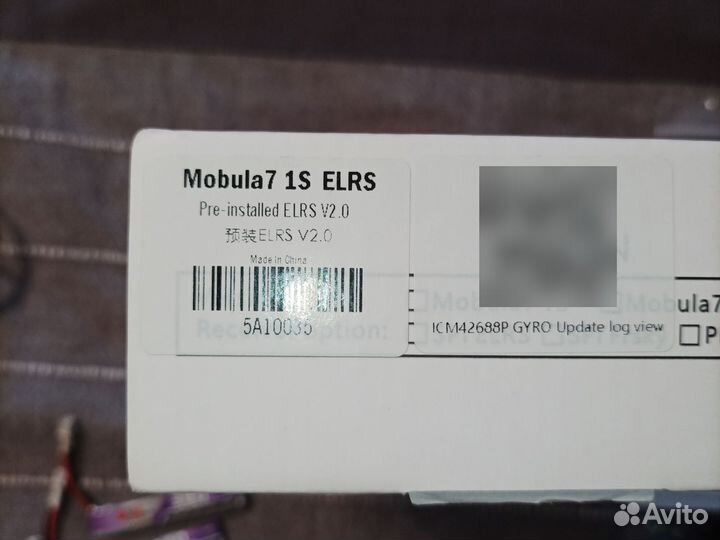 Mobula7 1S ELRS
Pre-installed ELRS V2.0
预装ELRS V2.0
Made In China
5A10035
ICM42688P GYRO Update log view
ula7
Avito